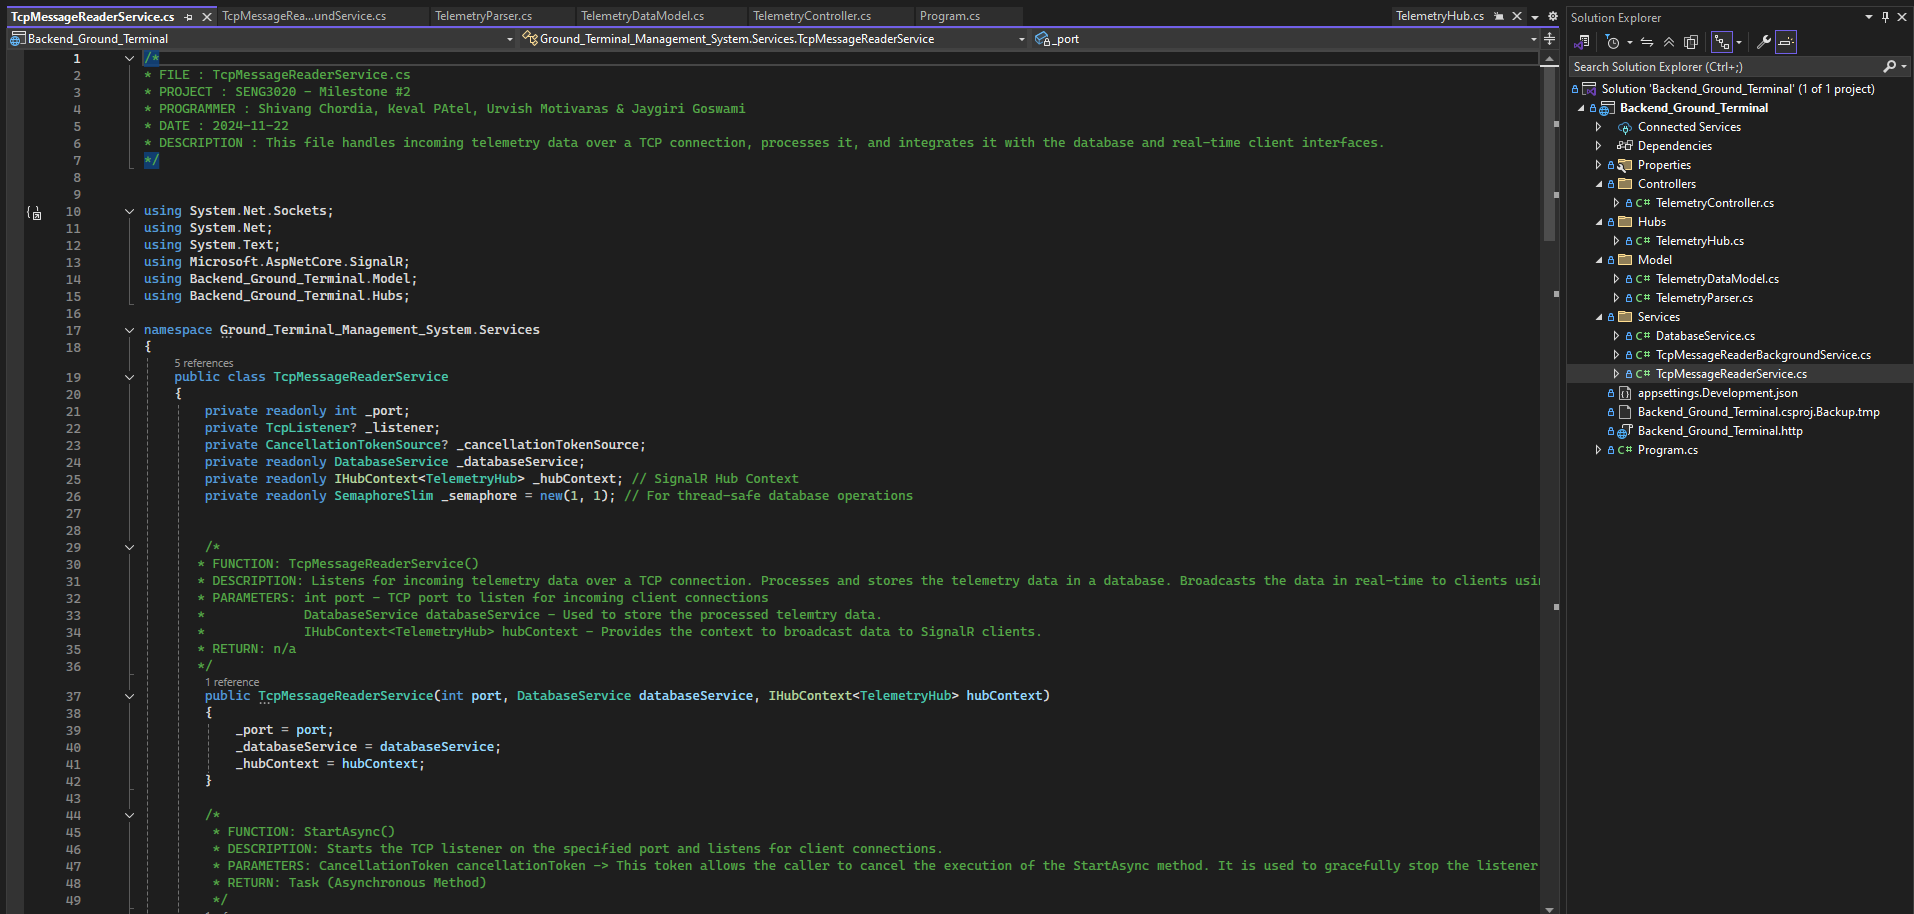 TcpMessageReaderService.cs
TcpMessageRea...undService.cs
TelemetryParser.cs
TelemetryDataModel.cs
TelemetryController.cs
Program.cs
TelemetryHub.cs
Backend_Ground_Terminal
Ground_Terminal_Management_System.Services.TcpMessageReaderService
_port
1 /*
2 * FILE : TcpMessageReaderService.cs
3 * PROJECT : SENG3020 - Milestone #2
4 * PROGRAMMER : Shivang Chordia, Keval PAtel, Urvish Motivaras & Jaygiri Goswami
5 * DATE : 2024-11-22
6 * DESCRIPTION : This file handles incoming telemetry data over a TCP connection, processes it, and integrates it with the database and real-time client interfaces.
7 */
8
9
10 using System.Net.Sockets;
11 using System.Net;
12 using System.Text;
13 using Microsoft.AspNetCore.SignalR;
14 using Backend_Ground_Terminal.Model;
15 using Backend_Ground_Terminal.Hubs;
16
17 namespace Ground_Terminal_Management_System.Services
18 {
5 references
19 public class TcpMessageReaderService
20 {
21 private readonly int _port;
22 private TcpListener? _listener;
23 private CancellationTokenSource? _cancellationTokenSource;
24 private readonly DatabaseService _databaseService;
25 private readonly IHubContext<TelemetryHub> _hubContext; // SignalR Hub Context
26 private readonly SemaphoreSlim _semaphore = new(1, 1); // For thread-safe database operations
27
28
29 /*
30 * FUNCTION: TcpMessageReaderService()
31 * DESCRIPTION: Listens for incoming telemetry data over a TCP connection. Processes and stores the telemetry data in a database. Broadcasts the data in real-time to clients usin
32 * PARAMETERS: int port - TCP port to listen for incoming client connections
33 * DatabaseService databaseService - Used to store the processed telemtry data.
34 * IHubContext<TelemetryHub> hubContext - Provides the context to broadcast data to SignalR clients.
35 * RETURN: n/a
36 */
1 reference
37 public TcpMessageReaderService(int port, DatabaseService databaseService, IHubContext<TelemetryHub> hubContext)
38 {
39 _port = port;
40 _databaseService = databaseService;
41 _hubContext = hubContext;
42 }
43
44 /*
45 * FUNCTION: StartAsync()
46 * DESCRIPTION: Starts the TCP listener on the specified port and listens for client connections.
47 * PARAMETERS: CancellationToken cancellationToken -> This token allows the caller to cancel the execution of the StartAsync method. It is used to gracefully stop the listener
48 * RETURN: Task (Asynchronous Method)
49 */
Solution Explorer
Search Solution Explorer (Ctrl+;)
Solution 'Backend_Ground_Terminal' (1 of 1 project)
Backend_Ground_Terminal
Connected Services
Dependencies
Properties
Controllers
C# TelemetryController.cs
Hubs
C# TelemetryHub.cs
Model
C# TelemetryDataModel.cs
C# TelemetryParser.cs
Services
C# DatabaseService.cs
C# TcpMessageReaderBackgroundService.cs
C# TcpMessageReaderService.cs
appsettings.Development.json
Backend_Ground_Terminal.csproj.Backup.tmp
Backend_Ground_Terminal.http
C# Program.cs